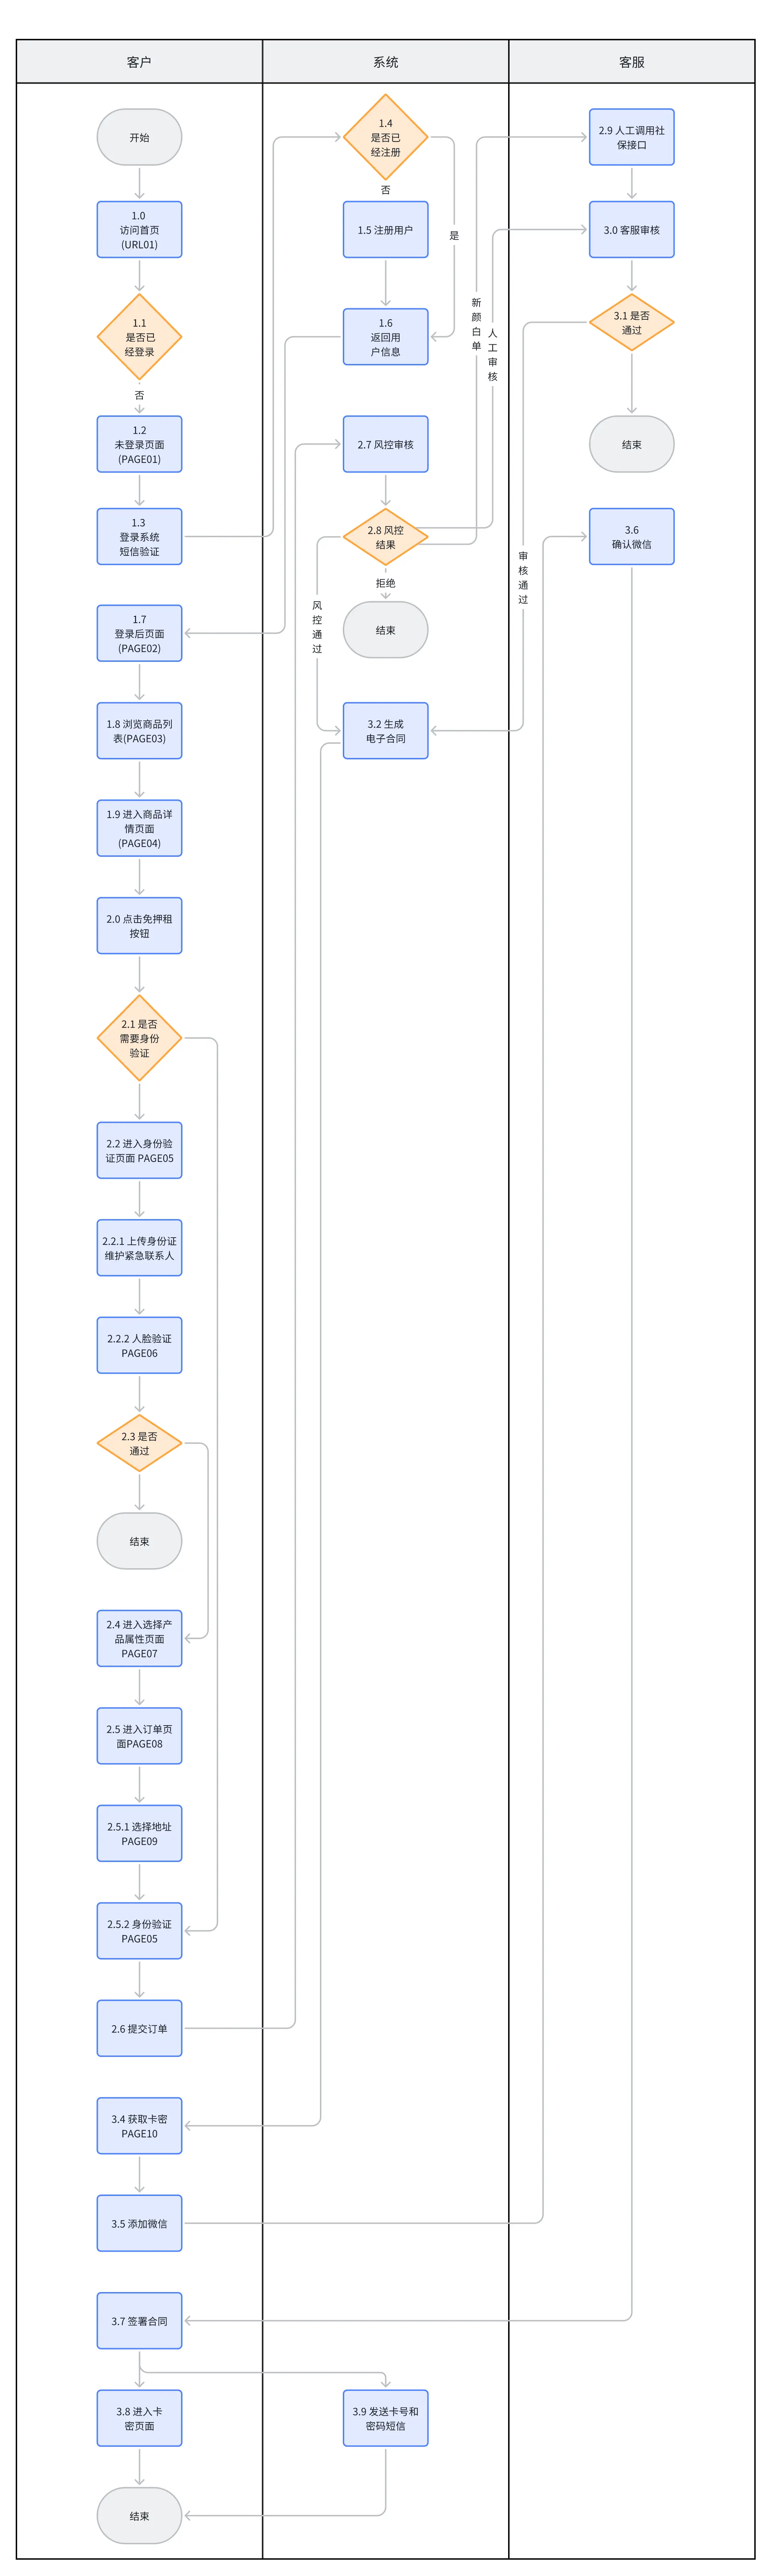 客户
系统
客服
开始
1.0
访问首页
(URL01)
1.1
是否已
经登录
否
1.2
未登录页面
(PAGE01)
1.3
登录系统
短信验证
1.7
登录后页面
(PAGE02)
1.8 浏览商品列
表(PAGE03)
1.9 进入商品详
情页面
(PAGE04)
2.0 点击免押租
按钮
2.1 是否
需要身份
验证
2.2 进入身份验
证页面 PAGE05
2.2.1 上传身份证
维护紧急联系人
2.2.2 人脸验证
PAGE06
2.3 是否
通过
结束
2.4 进入选择产
品属性页面
PAGE07
2.5 进入订单页
面PAGE08
2.5.1 选择地址
PAGE09
2.5.2 身份验证
PAGE05
2.6 提交订单
3.4 获取卡密
PAGE10
3.5 添加微信
3.7 签署合同
3.8 进入卡
密页面
结束
1.4
是否已
经注册
否
是
1.5 注册用户
1.6
返回用
户信息
2.7 风控审核
2.8 风控
结果
拒绝
结束
风控通过
新颜白单
人工审核
3.2 生成
电子合同
3.9 发送卡号和
密码短信
2.9 人工调用社
保接口
3.0 客服审核
3.1 是否
通过
结束
审核通过
3.6
确认微信